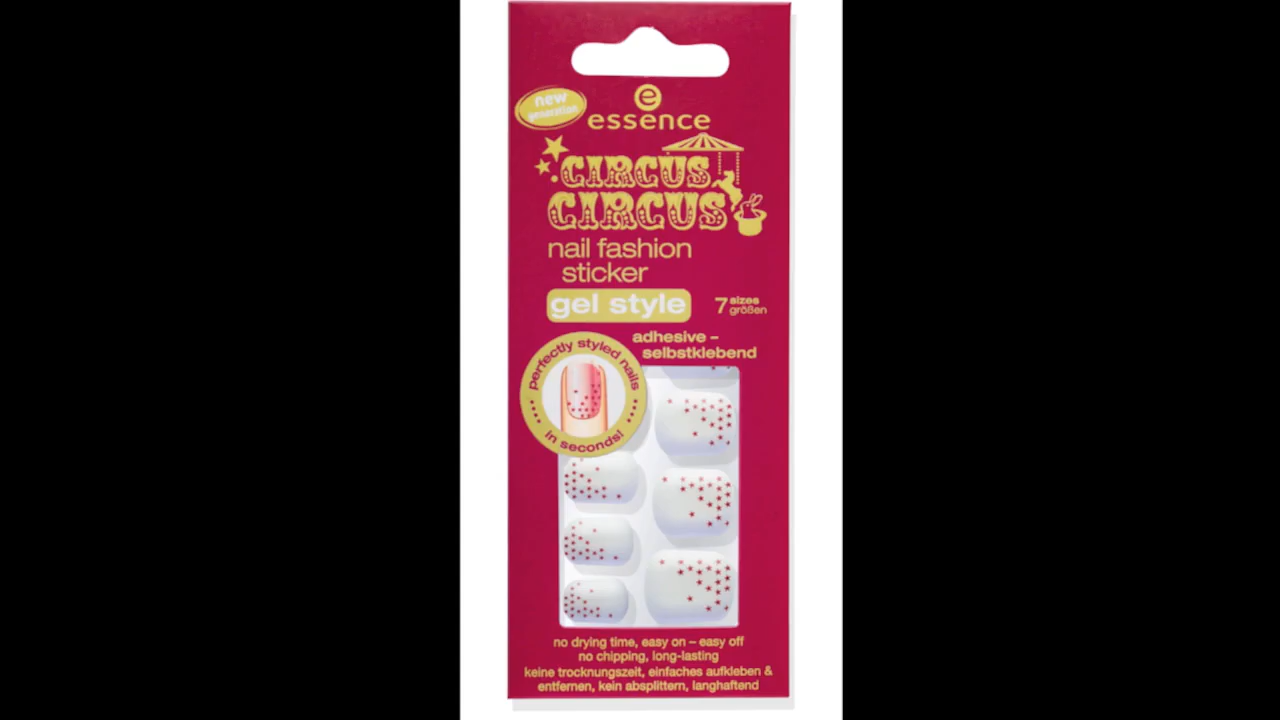 new
generation
e
essence
CIRCUS
CIRCUS
nail fashion
sticker
gel style
7 sizes
größen
adhesive –
selbstklebend
perfectly styled nails
in seconds!
no drying time, easy on – easy off
no chipping, long-lasting
keine trocknungszeit, einfaches aufkleben &
entfernen, kein absplittern, langhaftend